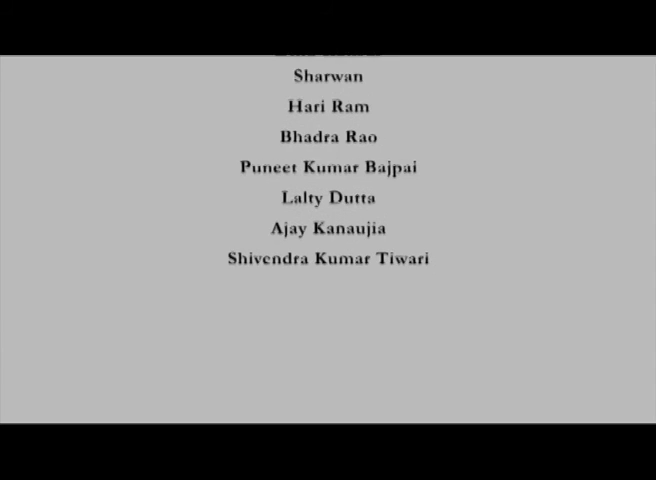 Sharwan
Hari Ram
Bhadra Rao
Puneet Kumar Bajpai
Lalty Dutta
Ajay Kanaujia
Shivendra Kumar Tiwari